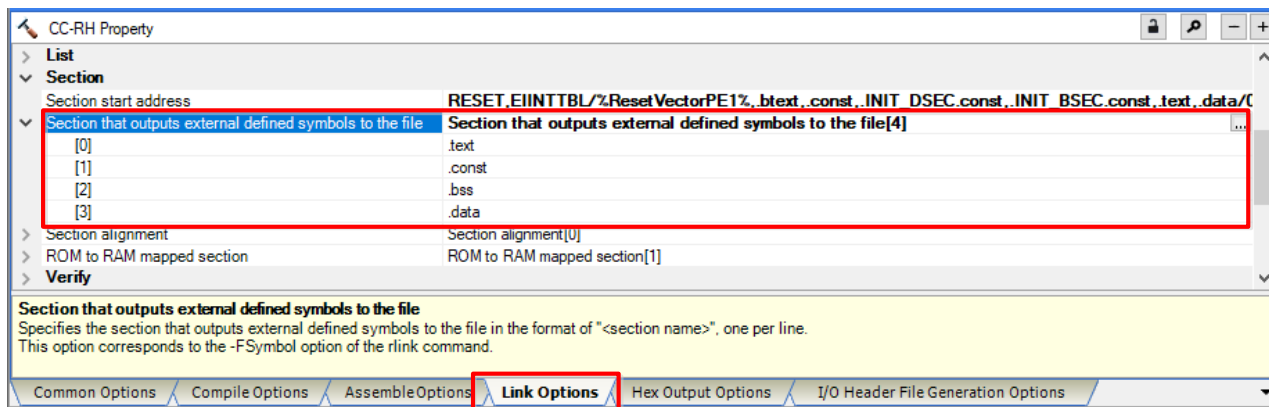 CC-RH Property
List
Section
Section start address RESET,EIINTTBL/%ResetVectorPE1%,.btext,.const,.INIT_DSEC.const,.INIT_BSEC.const,.text,.data/0
Section that outputs external defined symbols to the file Section that outputs external defined symbols to the file[4] ...
[0] .text
[1] .const
[2] .bss
[3] .data
Section alignment Section alignment[0]
ROM to RAM mapped section ROM to RAM mapped section[1]
Verify
Section that outputs external defined symbols to the file
Specifies the section that outputs external defined symbols to the file in the format of "<section name>", one per line.
This option corresponds to the -FSymbol option of the rlink command.
Common Options Compile Options Assemble Options Link Options Hex Output Options I/O Header File Generation Options